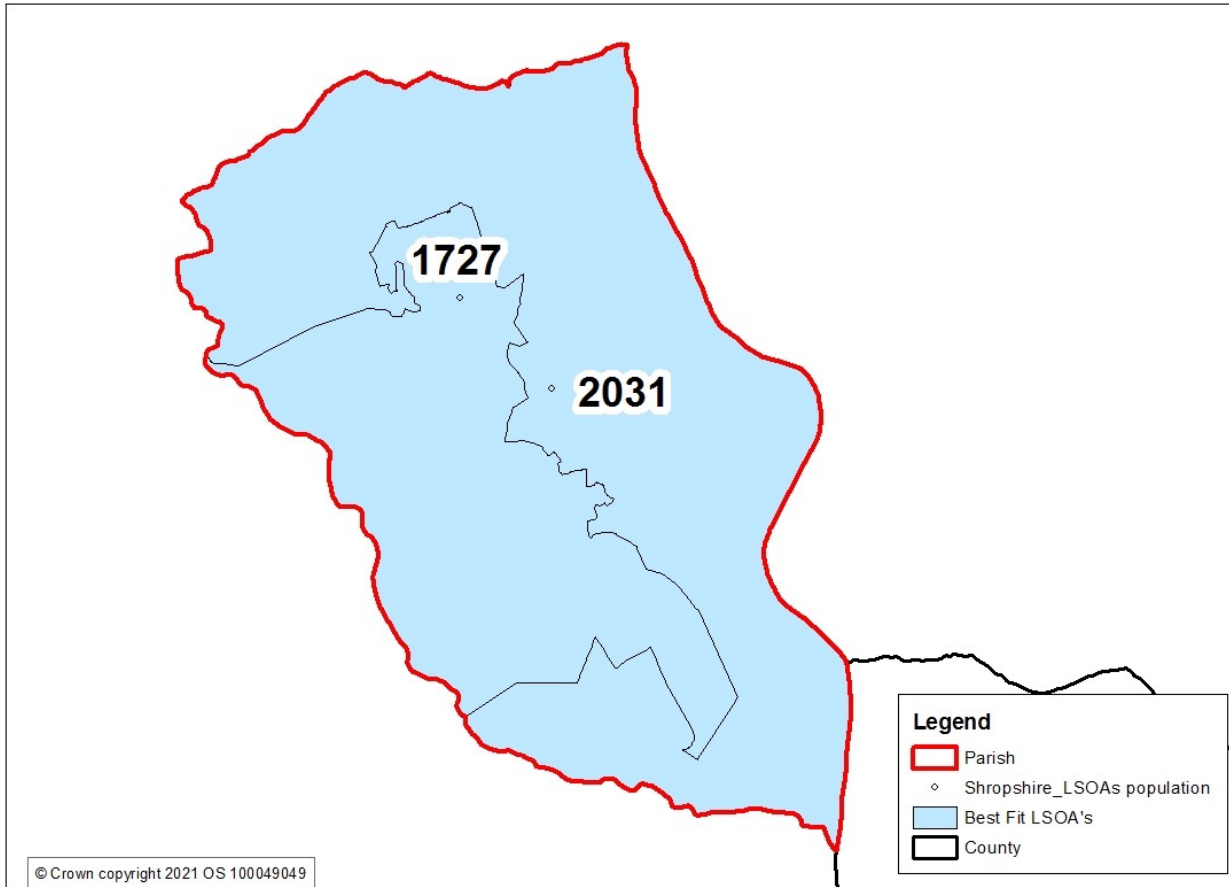 1727
2031
Legend
Parish
Shropshire_LSOAs population
Best Fit LSOA's
County
© Crown copyright 2021 OS 100049049